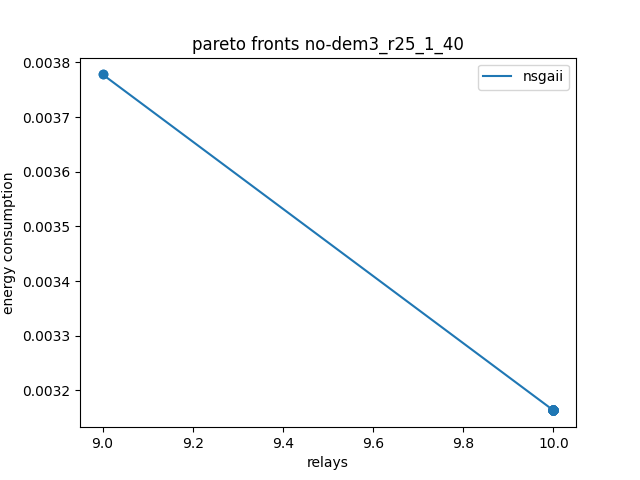 pareto fronts no-dem3_r25_1_40
nsgaii
0.0038
0.0037
0.0036
0.0035
0.0034
0.0033
0.0032
energy consumption
9.0 9.2 9.4 9.6 9.8 10.0
relays